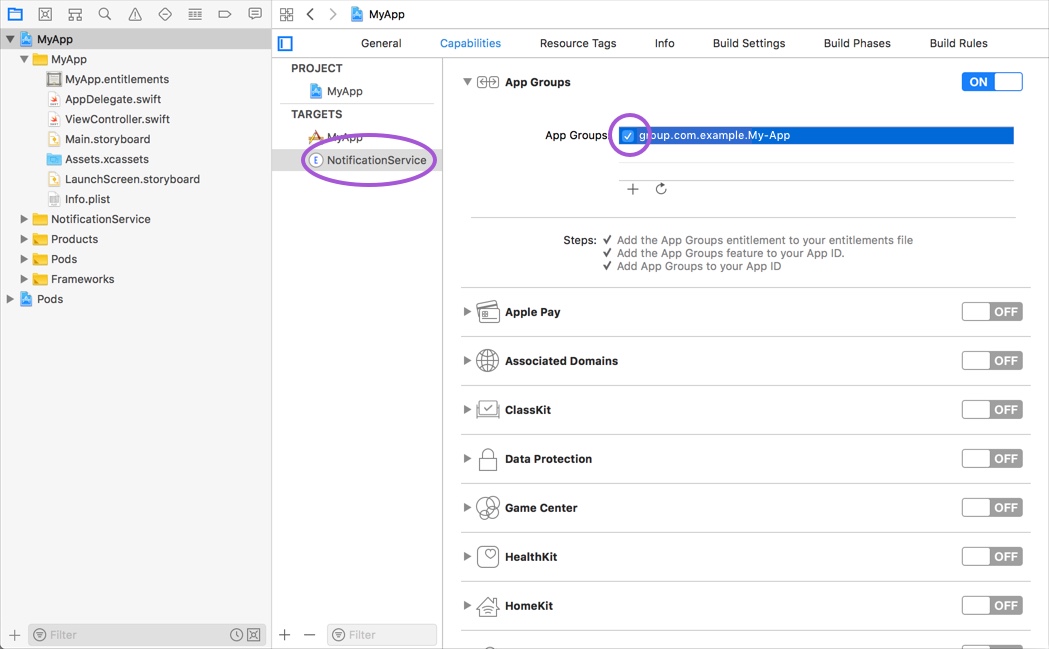 MyApp
MyApp
MyApp
MyApp.entitlements
AppDelegate.swift
ViewController.swift
Main.storyboard
Assets.xcassets
LaunchScreen.storyboard
Info.plist
NotificationService
Products
Pods
Frameworks
Pods
Filter
General Capabilities Resource Tags Info Build Settings Build Phases Build Rules
PROJECT
MyApp
TARGETS
MyApp
E NotificationService
Filter
App Groups ON
App Groups: group.com.example.My-App
Steps: ✓ Add the App Groups entitlement to your entitlements file
✓ Add the App Groups feature to your App ID.
✓ Add App Groups to your App ID
Apple Pay OFF
Associated Domains OFF
ClassKit OFF
Data Protection OFF
Game Center OFF
HealthKit OFF
HomeKit OFF